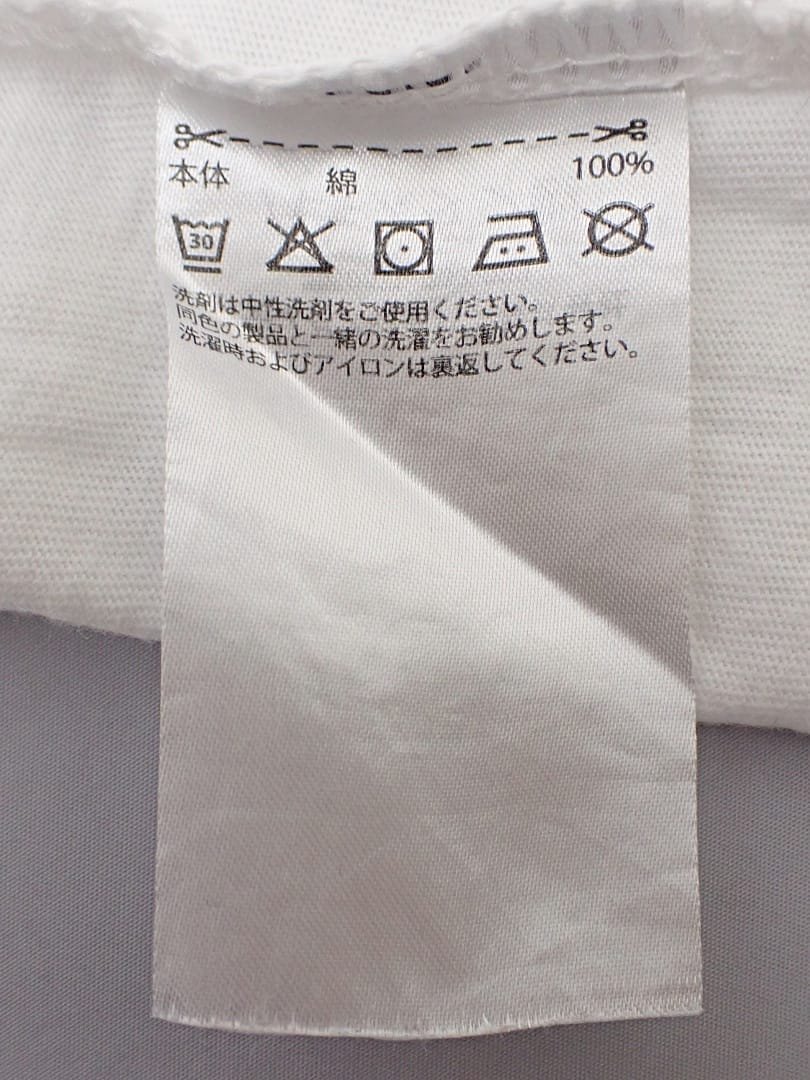 本体 綿 100%
30
洗剤は中性洗剤をご使用ください。
同色の製品と一緒の洗濯をお勧めします。
洗濯時およびアイロンは裏返してください。